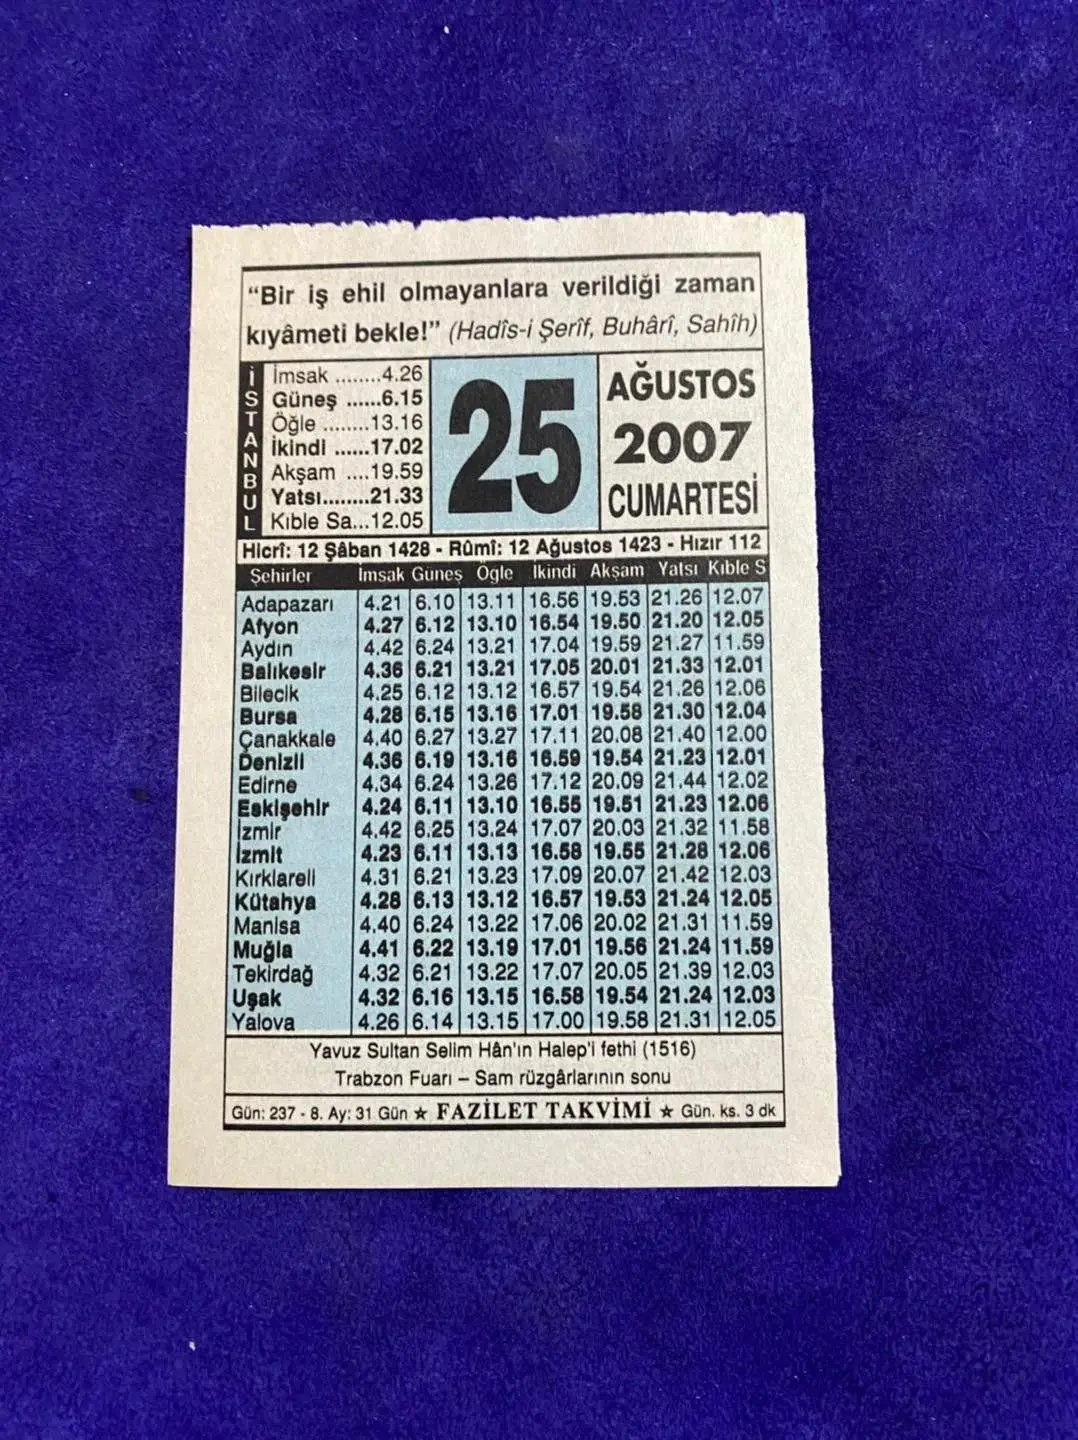 “Bir iş ehil olmayanlara verildiği zaman
kıyâmeti bekle!” (Hadîs-i Şerîf, Buhârî, Sahîh)
İSTANBUL
İmsak ........4.26
Güneş ......6.15
Öğle ........13.16
İkindi ......17.02
Akşam ....19.59
Yatsı........21.33
Kıble Sa...12.05
25
AĞUSTOS
2007
CUMARTESİ
Hicrî: 12 Şâban 1428 - Rûmî: 12 Ağustos 1423 - Hızır 112
Şehirler İmsak Güneş Öğle İkindi Akşam Yatsı Kıble S
Adapazarı 4.21 6.10 13.11 16.56 19.53 21.26 12.07
Afyon 4.27 6.12 13.10 16.54 19.50 21.20 12.05
Aydın 4.42 6.24 13.21 17.04 19.59 21.27 11.59
Balıkesir 4.36 6.21 13.21 17.05 20.01 21.33 12.01
Bilecik 4.25 6.12 13.12 16.57 19.54 21.26 12.06
Bursa 4.28 6.15 13.16 17.01 19.58 21.30 12.04
Çanakkale 4.40 6.27 13.27 17.11 20.08 21.40 12.00
Denizli 4.36 6.19 13.16 16.59 19.54 21.23 12.01
Edirne 4.34 6.24 13.26 17.12 20.09 21.44 12.02
Eskişehir 4.24 6.11 13.10 16.55 19.51 21.23 12.06
İzmir 4.42 6.25 13.24 17.07 20.03 21.32 11.58
İzmit 4.23 6.11 13.13 16.58 19.55 21.28 12.06
Kırklareli 4.31 6.21 13.23 17.09 20.07 21.42 12.03
Kütahya 4.28 6.13 13.12 16.57 19.53 21.24 12.05
Manisa 4.40 6.24 13.22 17.06 20.02 21.31 11.59
Muğla 4.41 6.22 13.19 17.01 19.56 21.24 11.59
Tekirdağ 4.32 6.21 13.22 17.07 20.05 21.39 12.03
Uşak 4.32 6.16 13.15 16.58 19.54 21.24 12.03
Yalova 4.26 6.14 13.15 17.00 19.58 21.31 12.05
Yavuz Sultan Selim Hân'ın Halep'i fethi (1516)
Trabzon Fuarı – Sam rüzgârlarının sonu
Gün: 237 - 8. Ay: 31 Gün ★ FAZİLET TAKVİMİ ★ Gün. ks. 3 dk